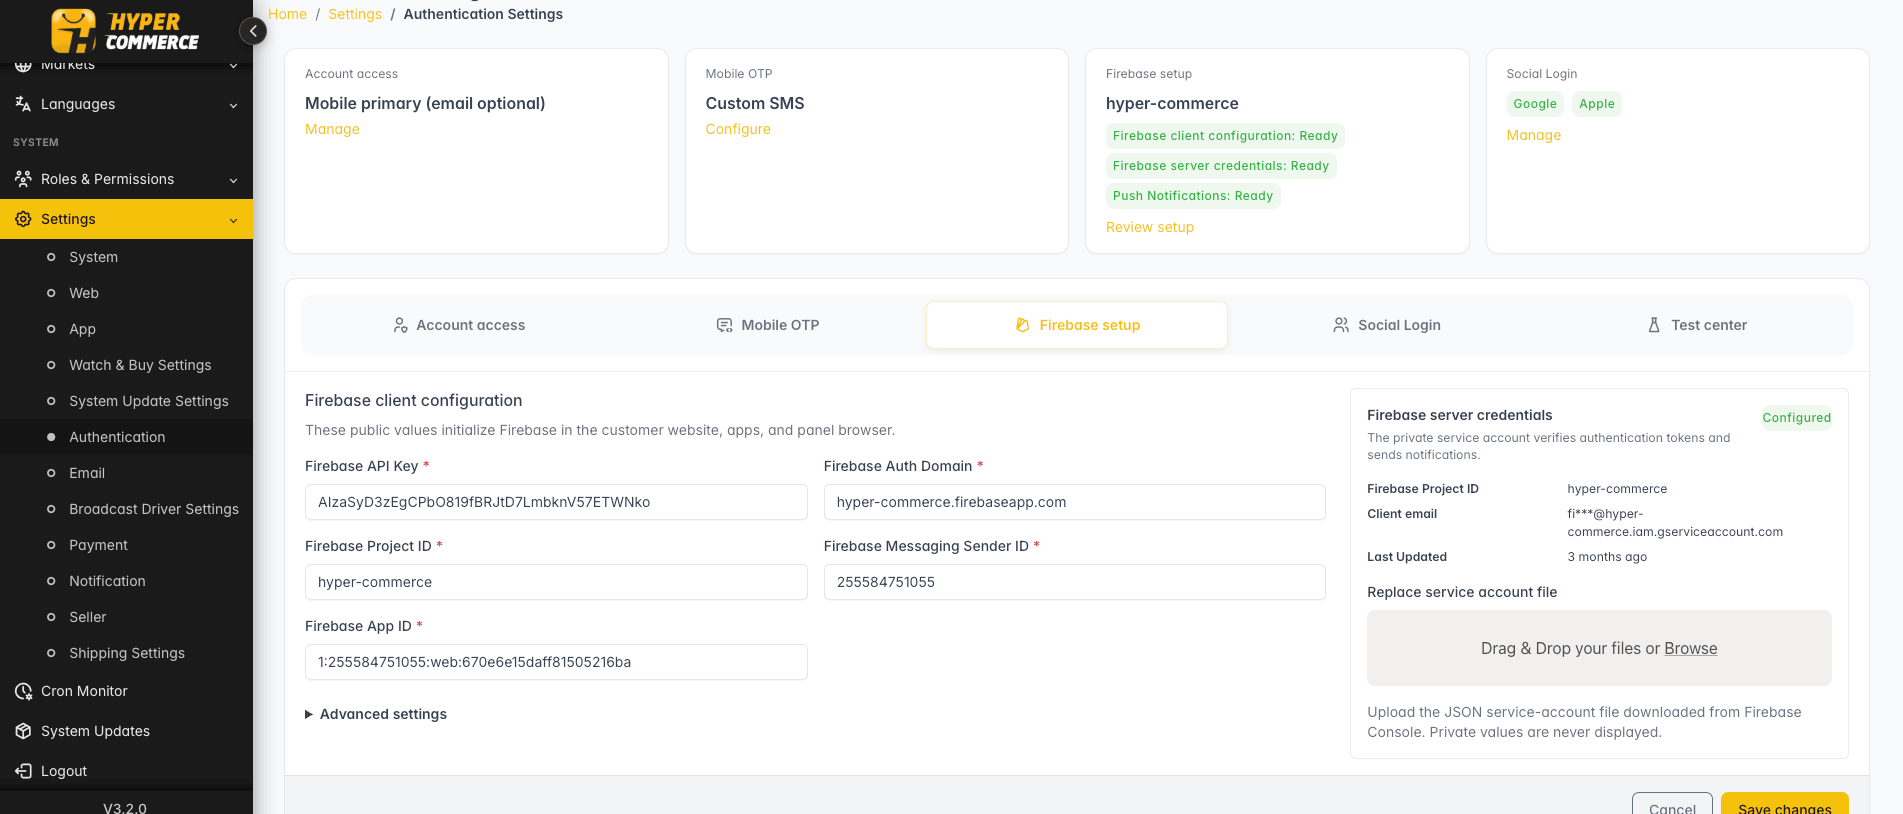 HYPER
COMMERCE
Home / Settings / Authentication Settings
Markets
Languages
SYSTEM
Roles & Permissions
Settings
System
Web
App
Watch & Buy Settings
System Update Settings
Authentication
Email
Broadcast Driver Settings
Payment
Notification
Seller
Shipping Settings
Cron Monitor
System Updates
Logout
V3.2.0
Account access
Mobile primary (email optional)
Manage
Mobile OTP
Custom SMS
Configure
Firebase setup
hyper-commerce
Firebase client configuration: Ready
Firebase server credentials: Ready
Push Notifications: Ready
Review setup
Social Login
Google Apple
Manage
Account access Mobile OTP Firebase setup Social Login Test center
Firebase client configuration
These public values initialize Firebase in the customer website, apps, and panel browser.
Firebase API Key * Firebase Auth Domain *
AIzaSyD3zEgCPbO819fBRJtD7LmbknV57ETWNko hyper-commerce.firebaseapp.com
Firebase Project ID * Firebase Messaging Sender ID *
hyper-commerce 255584751055
Firebase App ID *
1:255584751055:web:670e6e15daff81505216ba
Advanced settings
Firebase server credentials Configured
The private service account verifies authentication tokens and
sends notifications.
Firebase Project ID hyper-commerce
Client email fi***@hyper-
commerce.iam.gserviceaccount.com
Last Updated 3 months ago
Replace service account file
Drag & Drop your files or Browse
Upload the JSON service-account file downloaded from Firebase
Console. Private values are never displayed.
Cancel Save changes